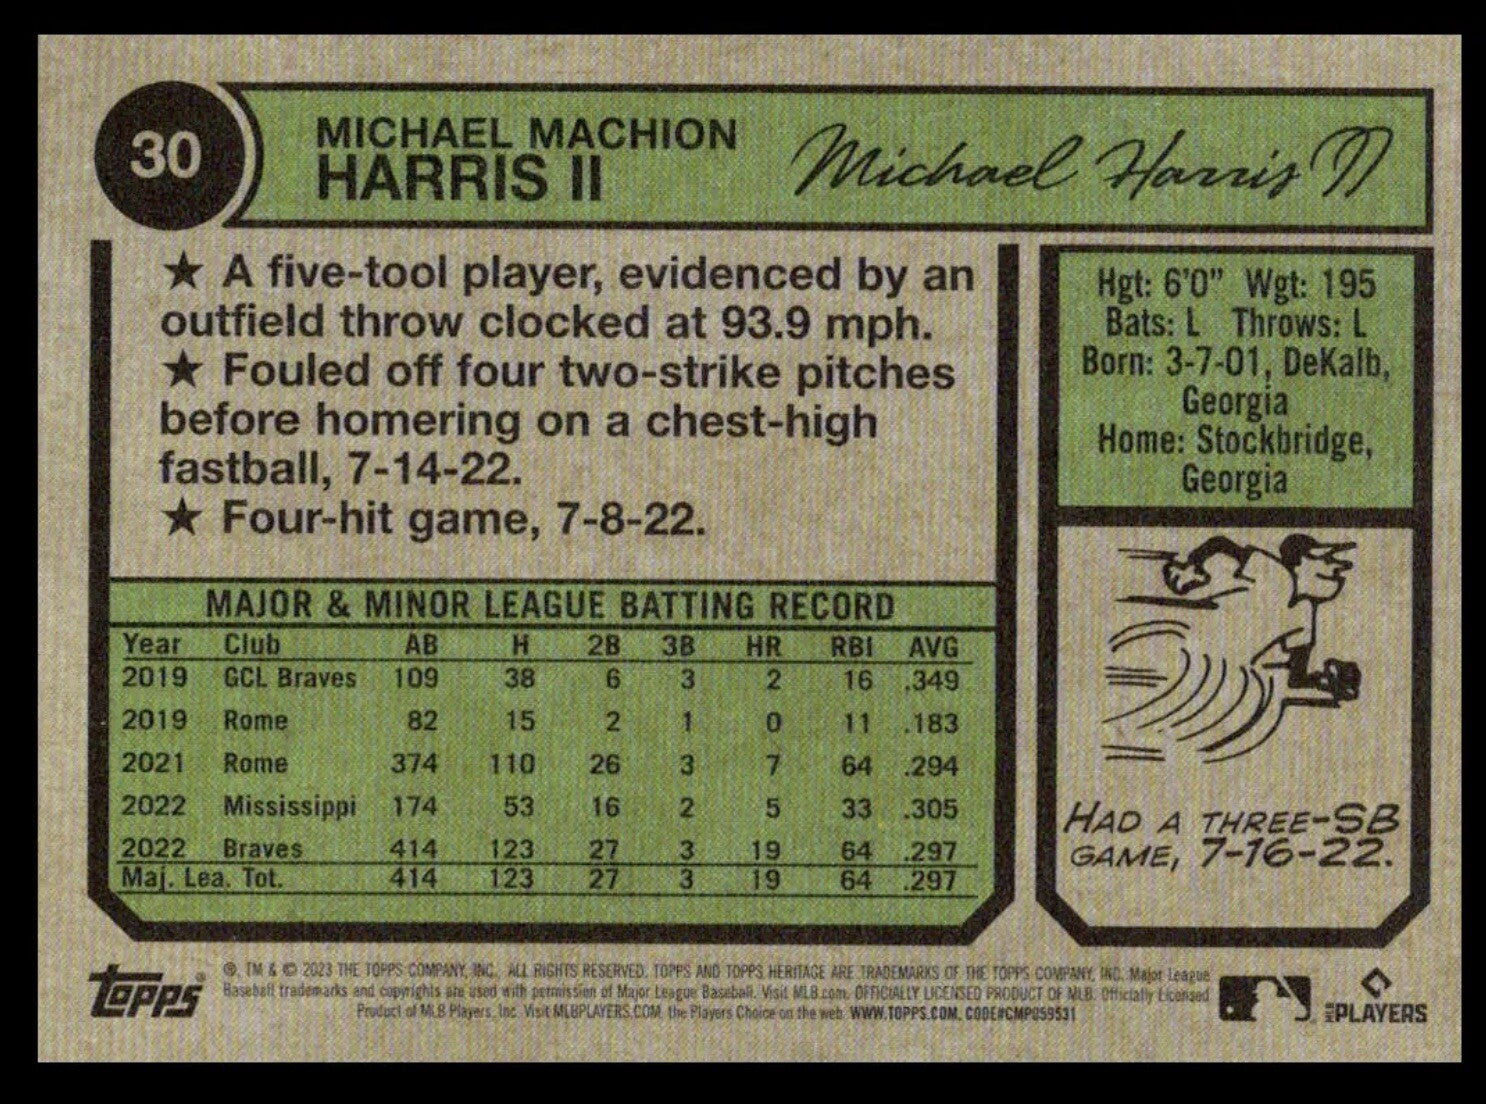 30
MICHAEL MACHION
HARRIS II
Michael Harris II
★ A five-tool player, evidenced by an
outfield throw clocked at 93.9 mph.
★ Fouled off four two-strike pitches
before homering on a chest-high
fastball, 7-14-22.
★ Four-hit game, 7-8-22.
Hgt: 6'0" Wgt: 195
Bats: L Throws: L
Born: 3-7-01, DeKalb,
Georgia
Home: Stockbridge,
Georgia
MAJOR & MINOR LEAGUE BATTING RECORD
Year Club AB H 2B 3B HR RBI AVG
2019 GCL Braves 109 38 6 3 2 16 .349
2019 Rome 82 15 2 1 0 11 .183
2021 Rome 374 110 26 3 7 64 .294
2022 Mississippi 174 53 16 2 5 33 .305
2022 Braves 414 123 27 3 19 64 .297
Maj. Lea. Tot. 414 123 27 3 19 64 .297
HAD A THREE-SB
GAME, 7-16-22.
topps®
®, TM & © 2023 THE TOPPS COMPANY, INC. ALL RIGHTS RESERVED. TOPPS AND TOPPS HERITAGE ARE TRADEMARKS OF THE TOPPS COMPANY, INC. Major League
Baseball trademarks and copyrights are used with permission of Major League Baseball. Visit MLB.com. OFFICIALLY LICENSED PRODUCT OF MLB. Officially Licensed
Product of MLB Players, Inc. Visit MLBPLAYERS.COM, the Players Choice on the web. WWW.TOPPS.COM. CODE#CMP059531
MLB PLAYERS